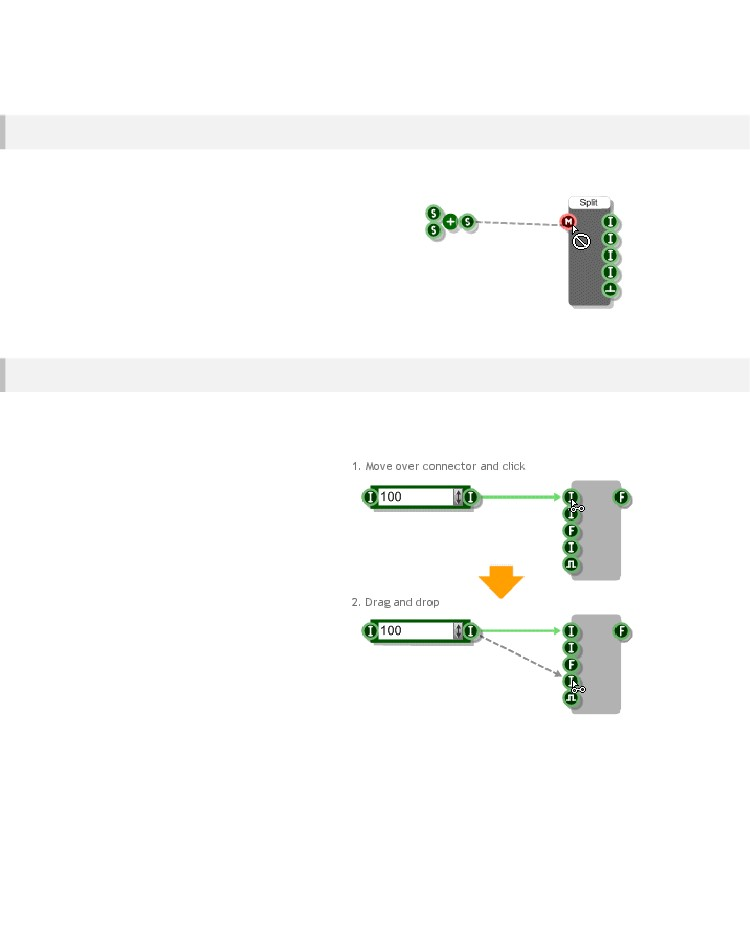 Split
S
S + S
M I
I
I
I
1. Move over connector and click
I 100 I I F
I
F
I
2. Drag and drop
I 100 I I F
I
F
I